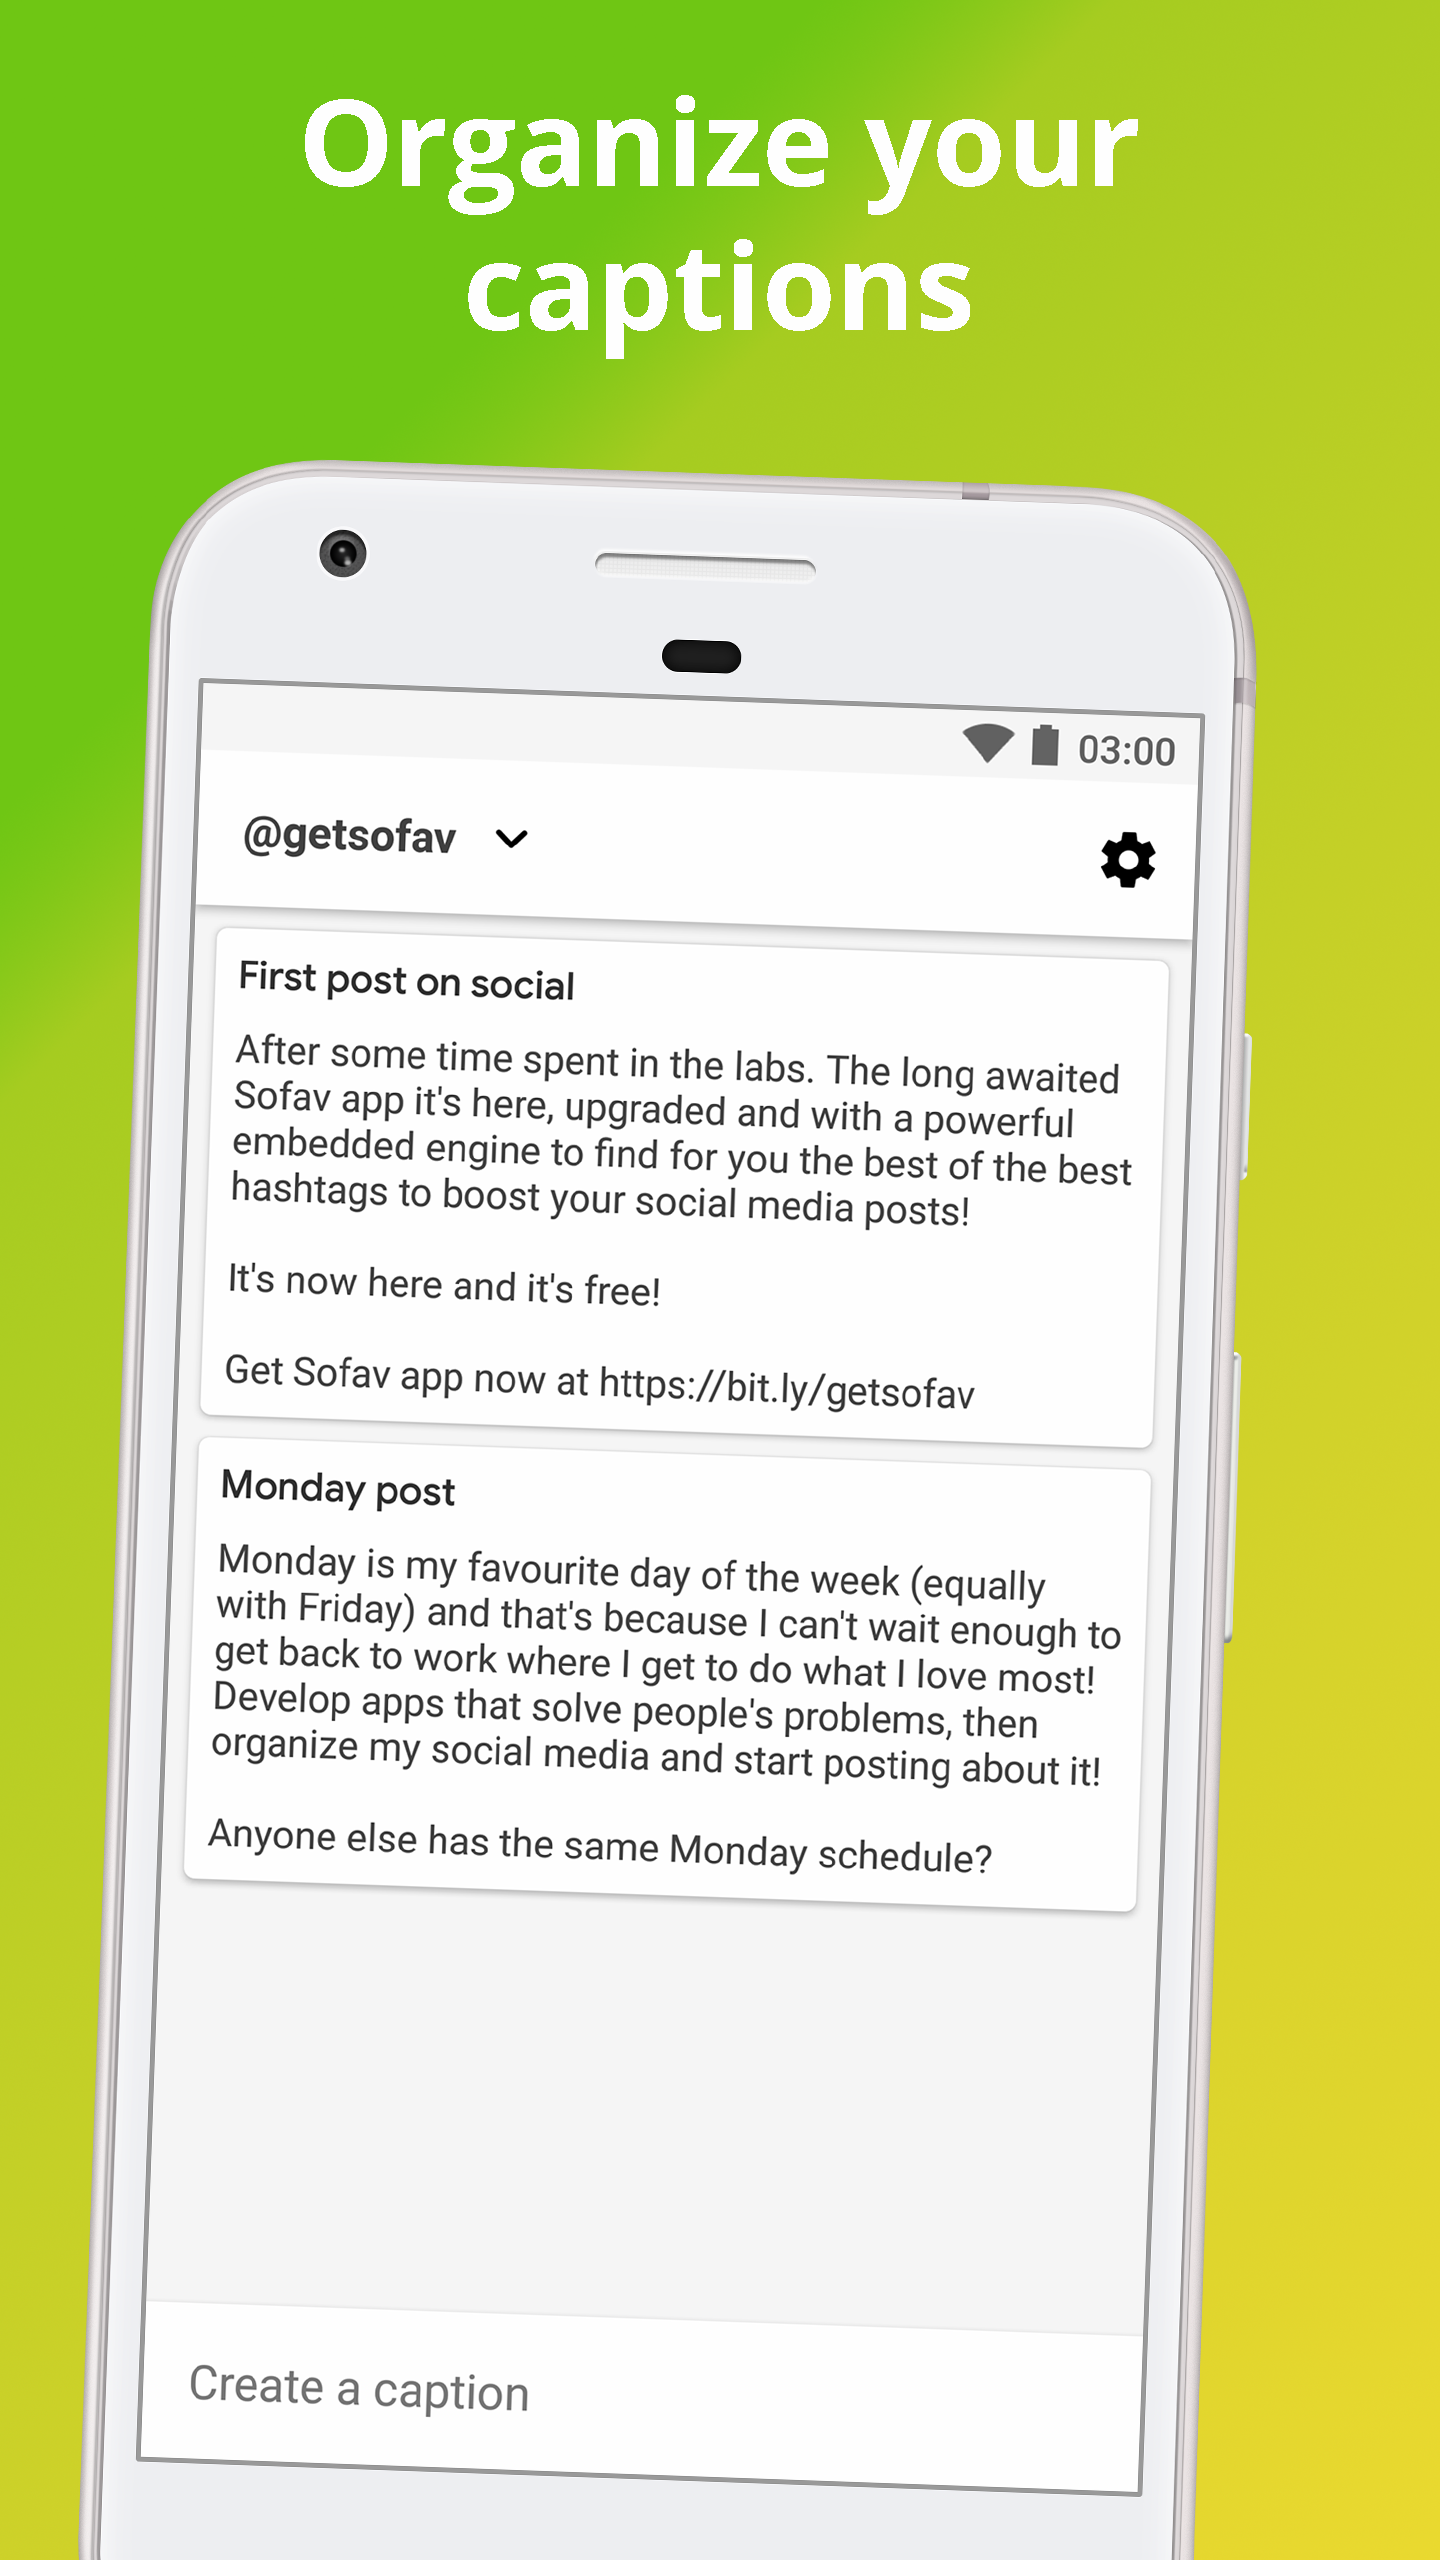 Organize your
captions
03:00
@getsofav
First post on social
After some time spent in the labs. The long awaited
Sofav app it's here, upgraded and with a powerful
embedded engine to find for you the best of the best
hashtags to boost your social media posts!
It's now here and it's free!
Get Sofav app now at https://bit.ly/getsofav
Monday post
Monday is my favourite day of the week (equally
with Friday) and that's because I can't wait enough to
get back to work where I get to do what I love most!
Develop apps that solve people's problems, then
organize my social media and start posting about it!
Anyone else has the same Monday schedule?
Create a caption